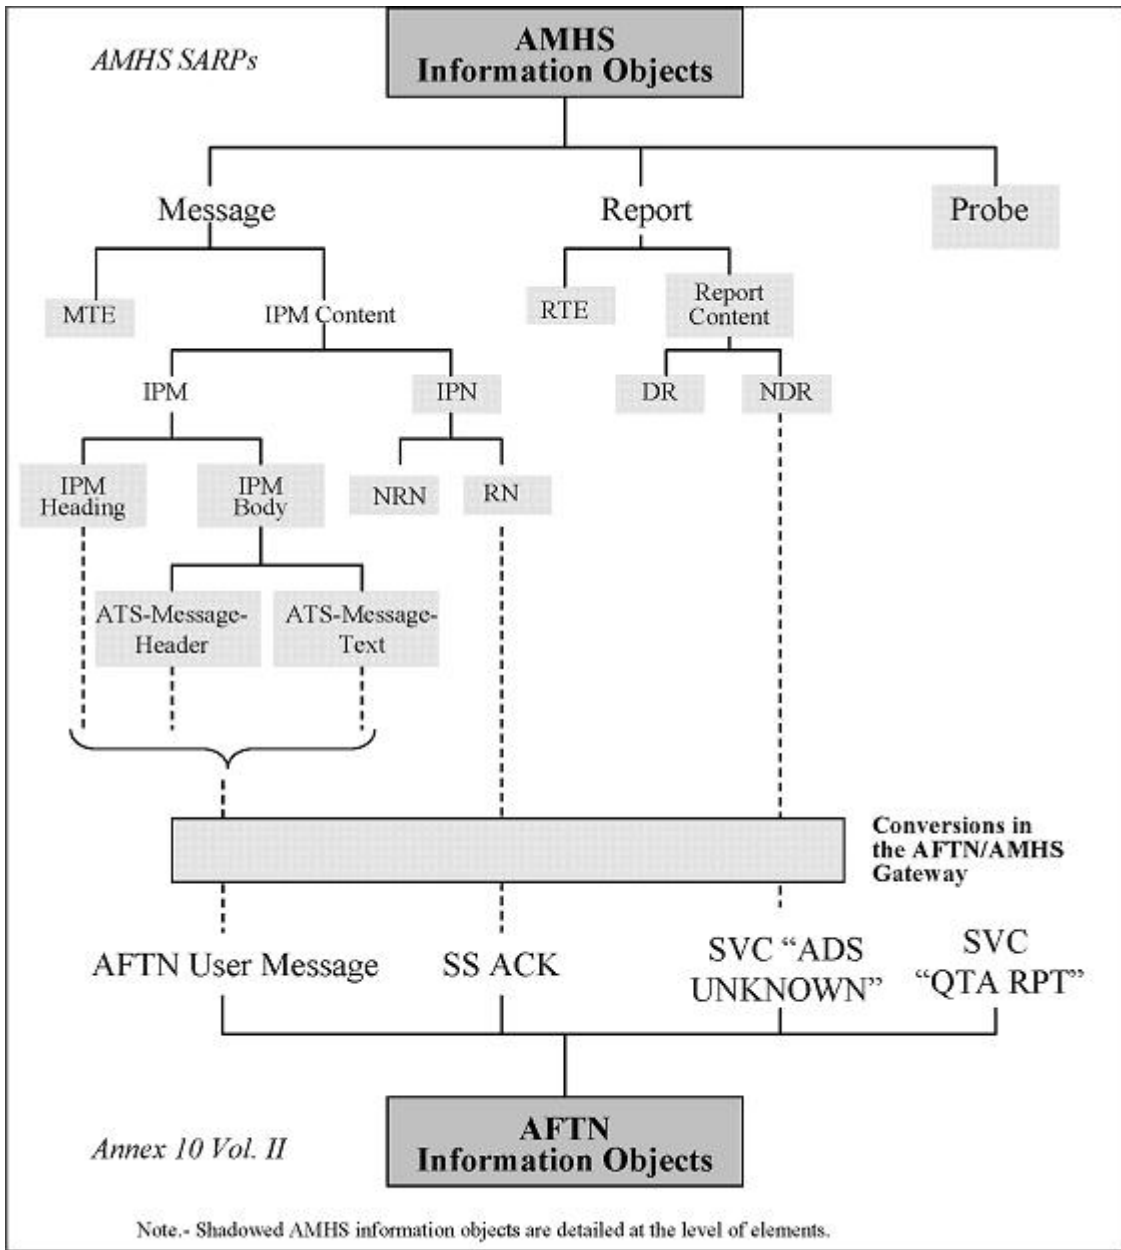 AMHS SARPs
AMHS
Information Objects
Message
Report
Probe
MTE
IPM Content
RTE
Report
Content
IPM
IPN
DR
NDR
IPM
Heading
IPM
Body
NRN
RN
ATS-Message-
Header
ATS-Message-
Text
Conversions in
the AFTN/AMHS
Gateway
AFTN User Message
SS ACK
SVC “ADS
UNKNOWN”
SVC
“QTA RPT”
Annex 10 Vol. II
AFTN
Information Objects
Note.- Shadowed AMHS information objects are detailed at the level of elements.